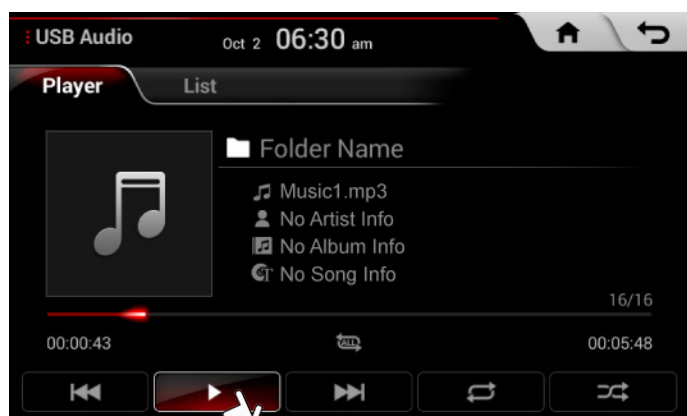 USB Audio
Oct 2 06:30 am
Player
List
Folder Name
Music1.mp3
No Artist Info
No Album Info
No Song Info
16/16
00:00:43
ALL
00:05:48